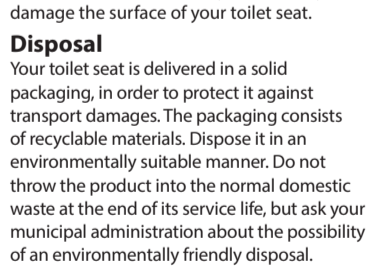 damage the surface of your toilet seat.
Disposal
Your toilet seat is delivered in a solid
packaging, in order to protect it against
transport damages. The packaging consists
of recyclable materials. Dispose it in an
environmentally suitable manner. Do not
throw the product into the normal domestic
waste at the end of its service life, but ask your
municipal administration about the possibility
of an environmentally friendly disposal.